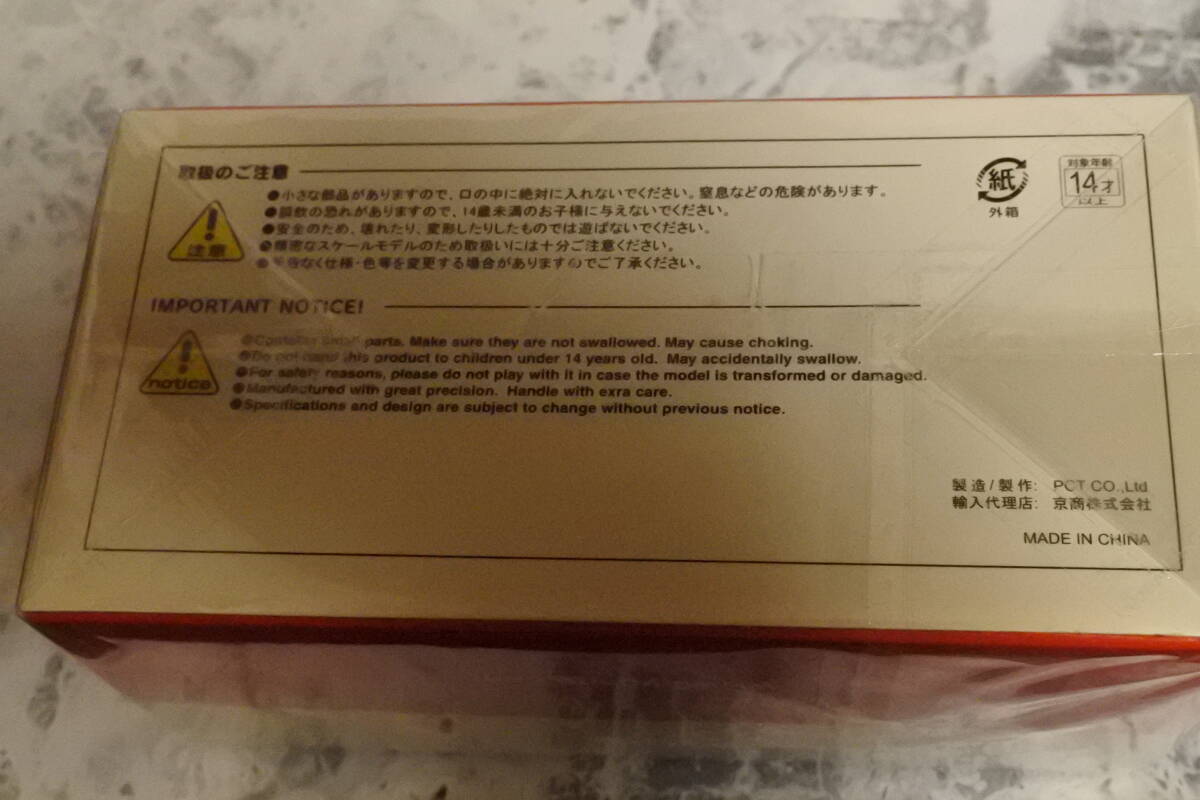 取扱のご注意
●小さな部品がありますので、口の中に絶対に入れないでください。窒息などの危険があります。
●誤飲の恐れがありますので、14歳未満のお子様に与えないでください。
●安全のため、壊れたり、変形したりしたものでは遊ばないでください。
●精密なスケールモデルのため取扱いには十分ご注意ください。
●予告なく仕様・色等を変更する場合がありますのでご了承ください。
注意
紙
外箱
対象年齢
14才
以上
IMPORTANT NOTICE!
●Contains small parts. Make sure they are not swallowed. May cause choking.
●Do not hand this product to children under 14 years old. May accidentally swallow.
●For safety reasons, please do not play with it in case the model is transformed or damaged.
●Manufactured with great precision. Handle with exra care.
●Specifications and design are subject to change without previous notice.
notice
製造/製作: PCT CO.,Ltd
輸入代理店: 京商株式会社
MADE IN CHINA